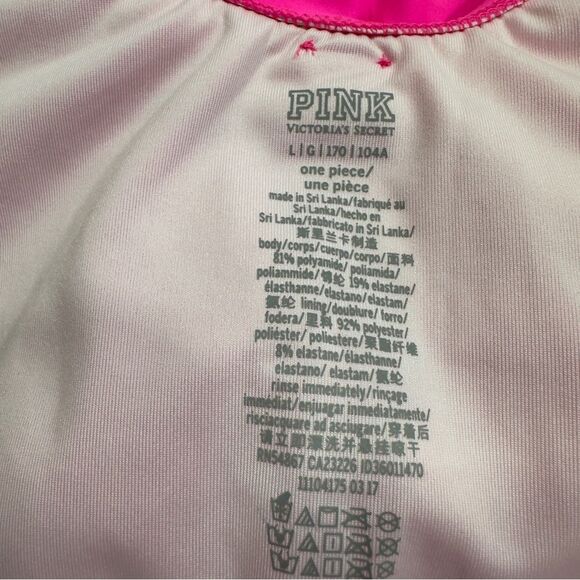 PINK
VICTORIA'S SECRET
L | G | 170 | 104A
one piece/
une pièce
made in Sri Lanka/fabriqué au
Sri Lanka/hecho en
Sri Lanka/fabbricato in Sri Lanka/
斯里兰卡制造
body/corps/cuerpo/corpo/面料
81% polyamide/ poliamida/
poliammide/锦纶 19% elastane/
élasthanne/elastano/elastam/
氨纶 lining/doublure/ forro/
fodera/里料 92% polyester/
poliéster/ poliestere/聚酯纤维
8% elastane/élasthanne/
elastano/ elastam/氨纶
rinse immediately/rinçage
immédiat/enjuagar inmediatamente/
risciacquare ad asciugare/穿着后
请立即漂洗并悬挂晾干
RN54867 CA23226 ID36011470
11104175 03 17